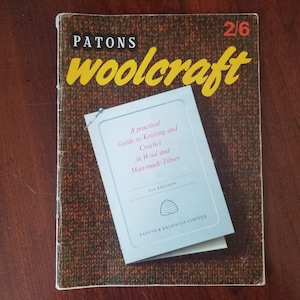 PATONS
2/6
woolcraft
A practical
Guide to Knitting and
Crochet
in Wool and
Man-made Fibres
EDITION
PATONS & BALDWINS LIMITED